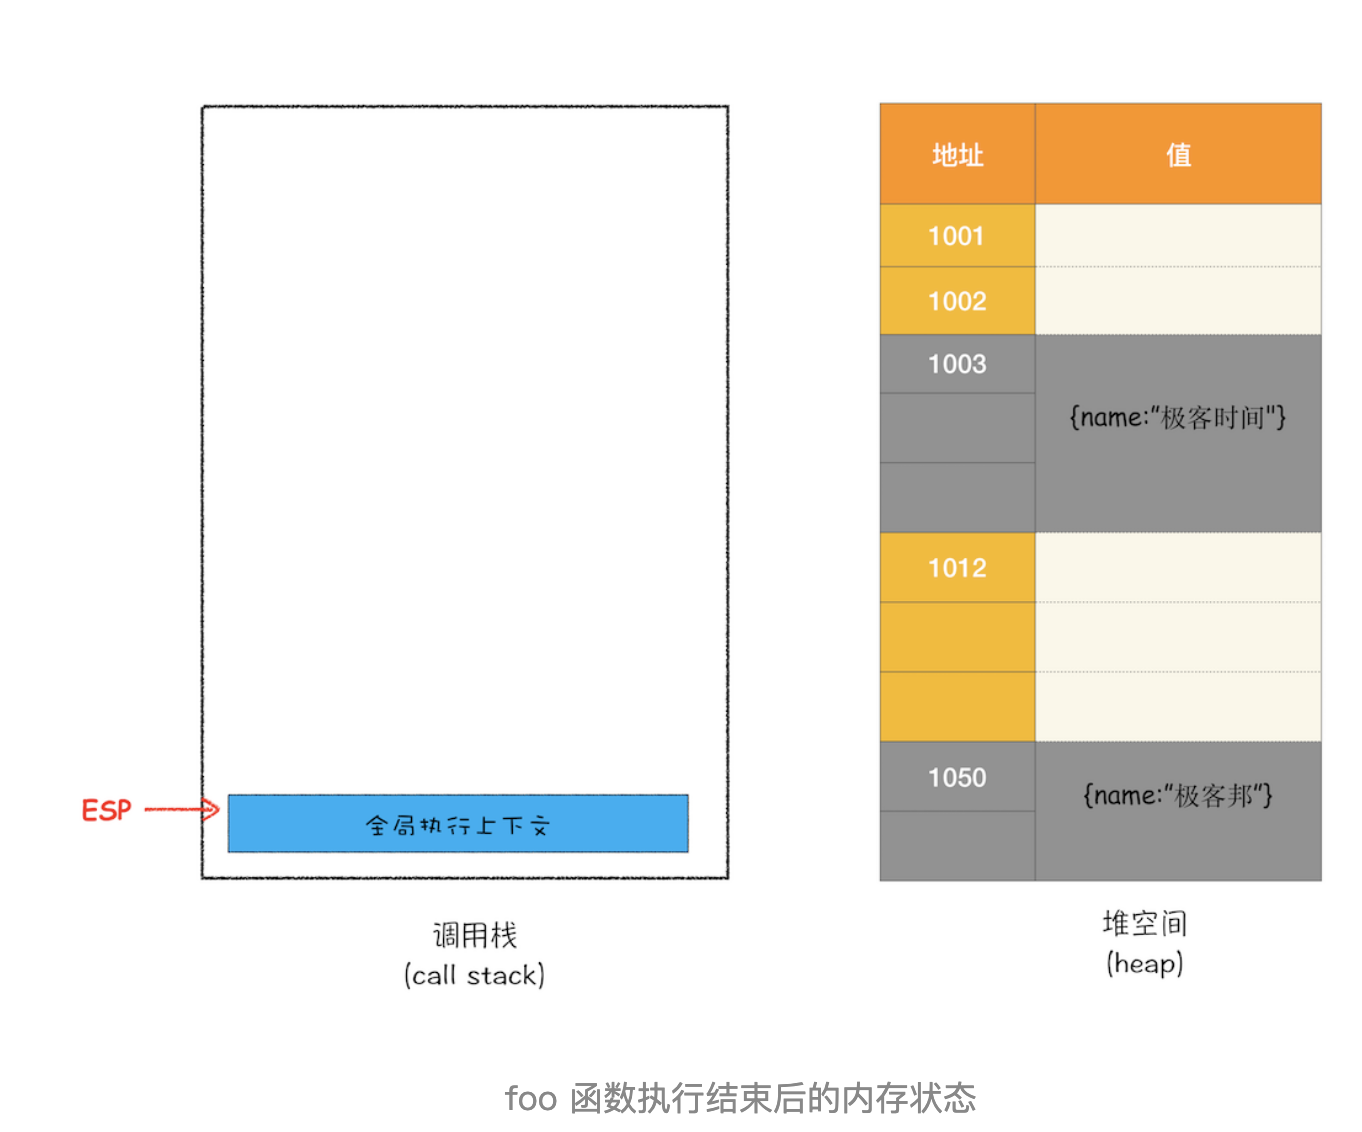 地址 值
1001
1002
1003
{name:“极客时间"}
1012
1050
{name:“极客邦”}
ESP
全局执行上下文
调用栈
(call stack)
堆空间
(heap)
foo 函数执行结束后的内存状态